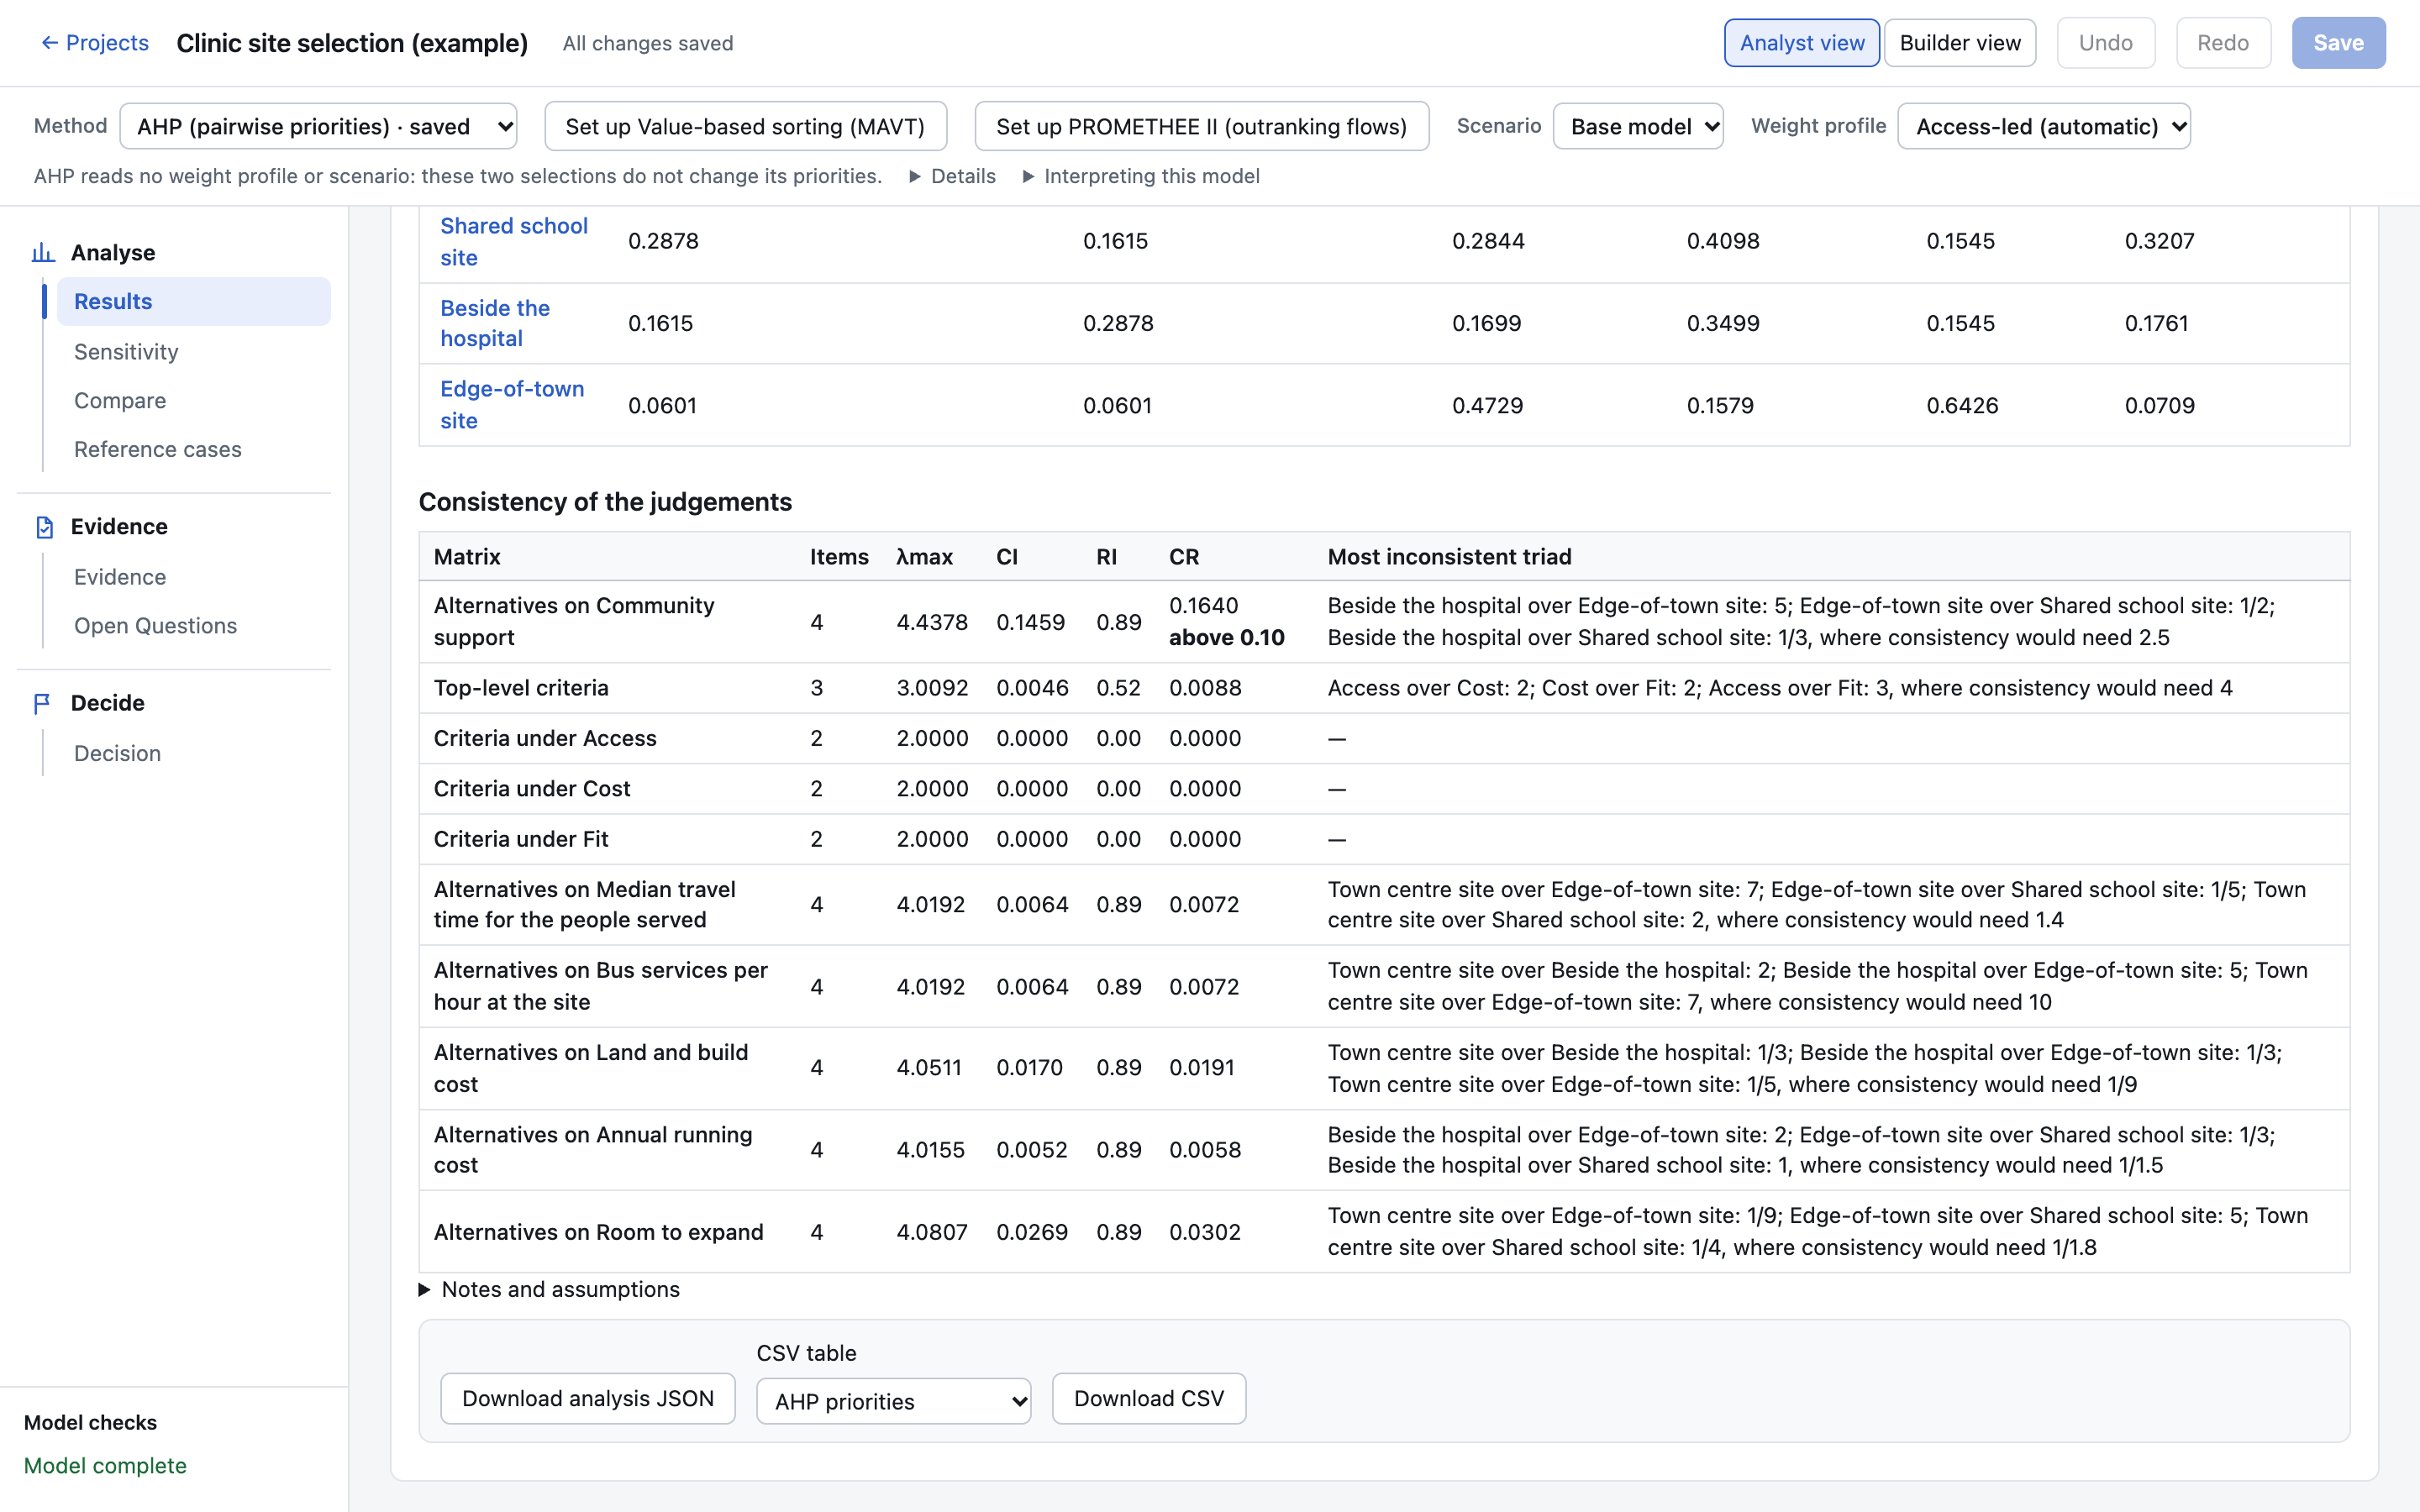 ← Projects
Clinic site selection (example)
All changes saved
Analyst view
Builder view
Undo
Redo
Save
Method
AHP (pairwise priorities) · saved
Set up Value-based sorting (MAVT)
Set up PROMETHEE II (outranking flows)
Scenario
Base model
Weight profile
Access-led (automatic)
AHP reads no weight profile or scenario: these two selections do not change its priorities.
▶ Details
▶ Interpreting this model
Analyse
Results
Sensitivity
Compare
Reference cases
Evidence
Evidence
Open Questions
Decide
Decision
Model checks
Model complete
Shared school
site
0.2878 0.1615 0.2844 0.4098 0.1545 0.3207
Beside the
hospital
0.1615 0.2878 0.1699 0.3499 0.1545 0.1761
Edge-of-town
site
0.0601 0.0601 0.4729 0.1579 0.6426 0.0709
Consistency of the judgements
Matrix Items λmax CI RI CR Most inconsistent triad
Alternatives on Community
support
4 4.4378 0.1459 0.89
0.1640
above 0.10
Beside the hospital over Edge-of-town site: 5; Edge-of-town site over Shared school site: 1/2;
Beside the hospital over Shared school site: 1/3, where consistency would need 2.5
Top-level criteria 3 3.0092 0.0046 0.52 0.0088 Access over Cost: 2; Cost over Fit: 2; Access over Fit: 3, where consistency would need 4
Criteria under Access 2 2.0000 0.0000 0.00 0.0000 —
Criteria under Cost 2 2.0000 0.0000 0.00 0.0000 —
Criteria under Fit 2 2.0000 0.0000 0.00 0.0000 —
Alternatives on Median travel
time for the people served
4 4.0192 0.0064 0.89 0.0072
Town centre site over Edge-of-town site: 7; Edge-of-town site over Shared school site: 1/5; Town
centre site over Shared school site: 2, where consistency would need 1.4
Alternatives on Bus services per
hour at the site
4 4.0192 0.0064 0.89 0.0072
Town centre site over Beside the hospital: 2; Beside the hospital over Edge-of-town site: 5; Town
centre site over Edge-of-town site: 7, where consistency would need 10
Alternatives on Land and build
cost
4 4.0511 0.0170 0.89 0.0191
Town centre site over Beside the hospital: 1/3; Beside the hospital over Edge-of-town site: 1/3;
Town centre site over Edge-of-town site: 1/5, where consistency would need 1/9
Alternatives on Annual running
cost
4 4.0155 0.0052 0.89 0.0058
Beside the hospital over Edge-of-town site: 2; Edge-of-town site over Shared school site: 1/3;
Beside the hospital over Shared school site: 1, where consistency would need 1/1.5
Alternatives on Room to expand 4 4.0807 0.0269 0.89 0.0302
Town centre site over Edge-of-town site: 1/9; Edge-of-town site over Shared school site: 5; Town
centre site over Shared school site: 1/4, where consistency would need 1/1.8
▶ Notes and assumptions
CSV table
Download analysis JSON
AHP priorities
Download CSV